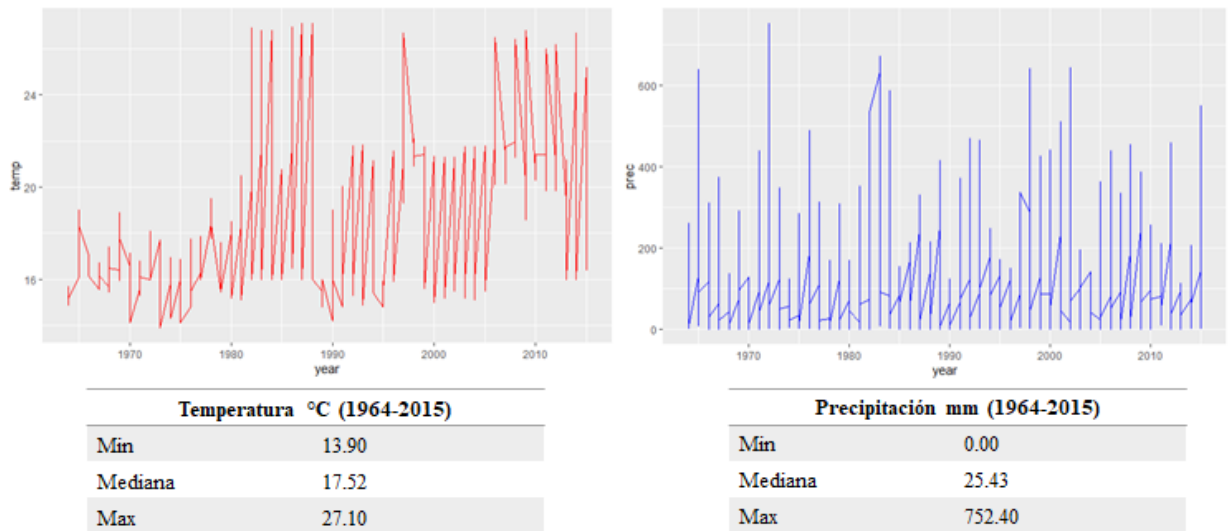 temp
24
20
16
1970 1980 1990 2000 2010
year
prec
600
400
200
0
1970 1980 1990 2000 2010
year
Temperatura °C (1964-2015)
Min 13.90
Mediana 17.52
Max 27.10
Precipitación mm (1964-2015)
Min 0.00
Mediana 25.43
Max 752.40